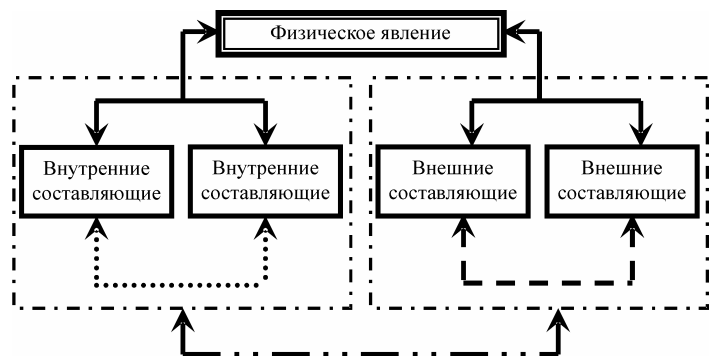 Физическое явление
Внутренние
составляющие
Внутренние
составляющие
Внешние
составляющие
Внешние
составляющие